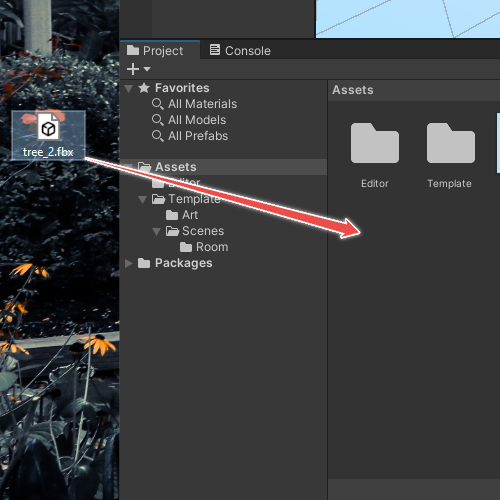 Project
Console
Favorites
All Materials
All Models
All Prefabs
Assets
Editor
Template
Art
Scenes
Room
Packages
Assets
Editor
Template
tree_2.fbx